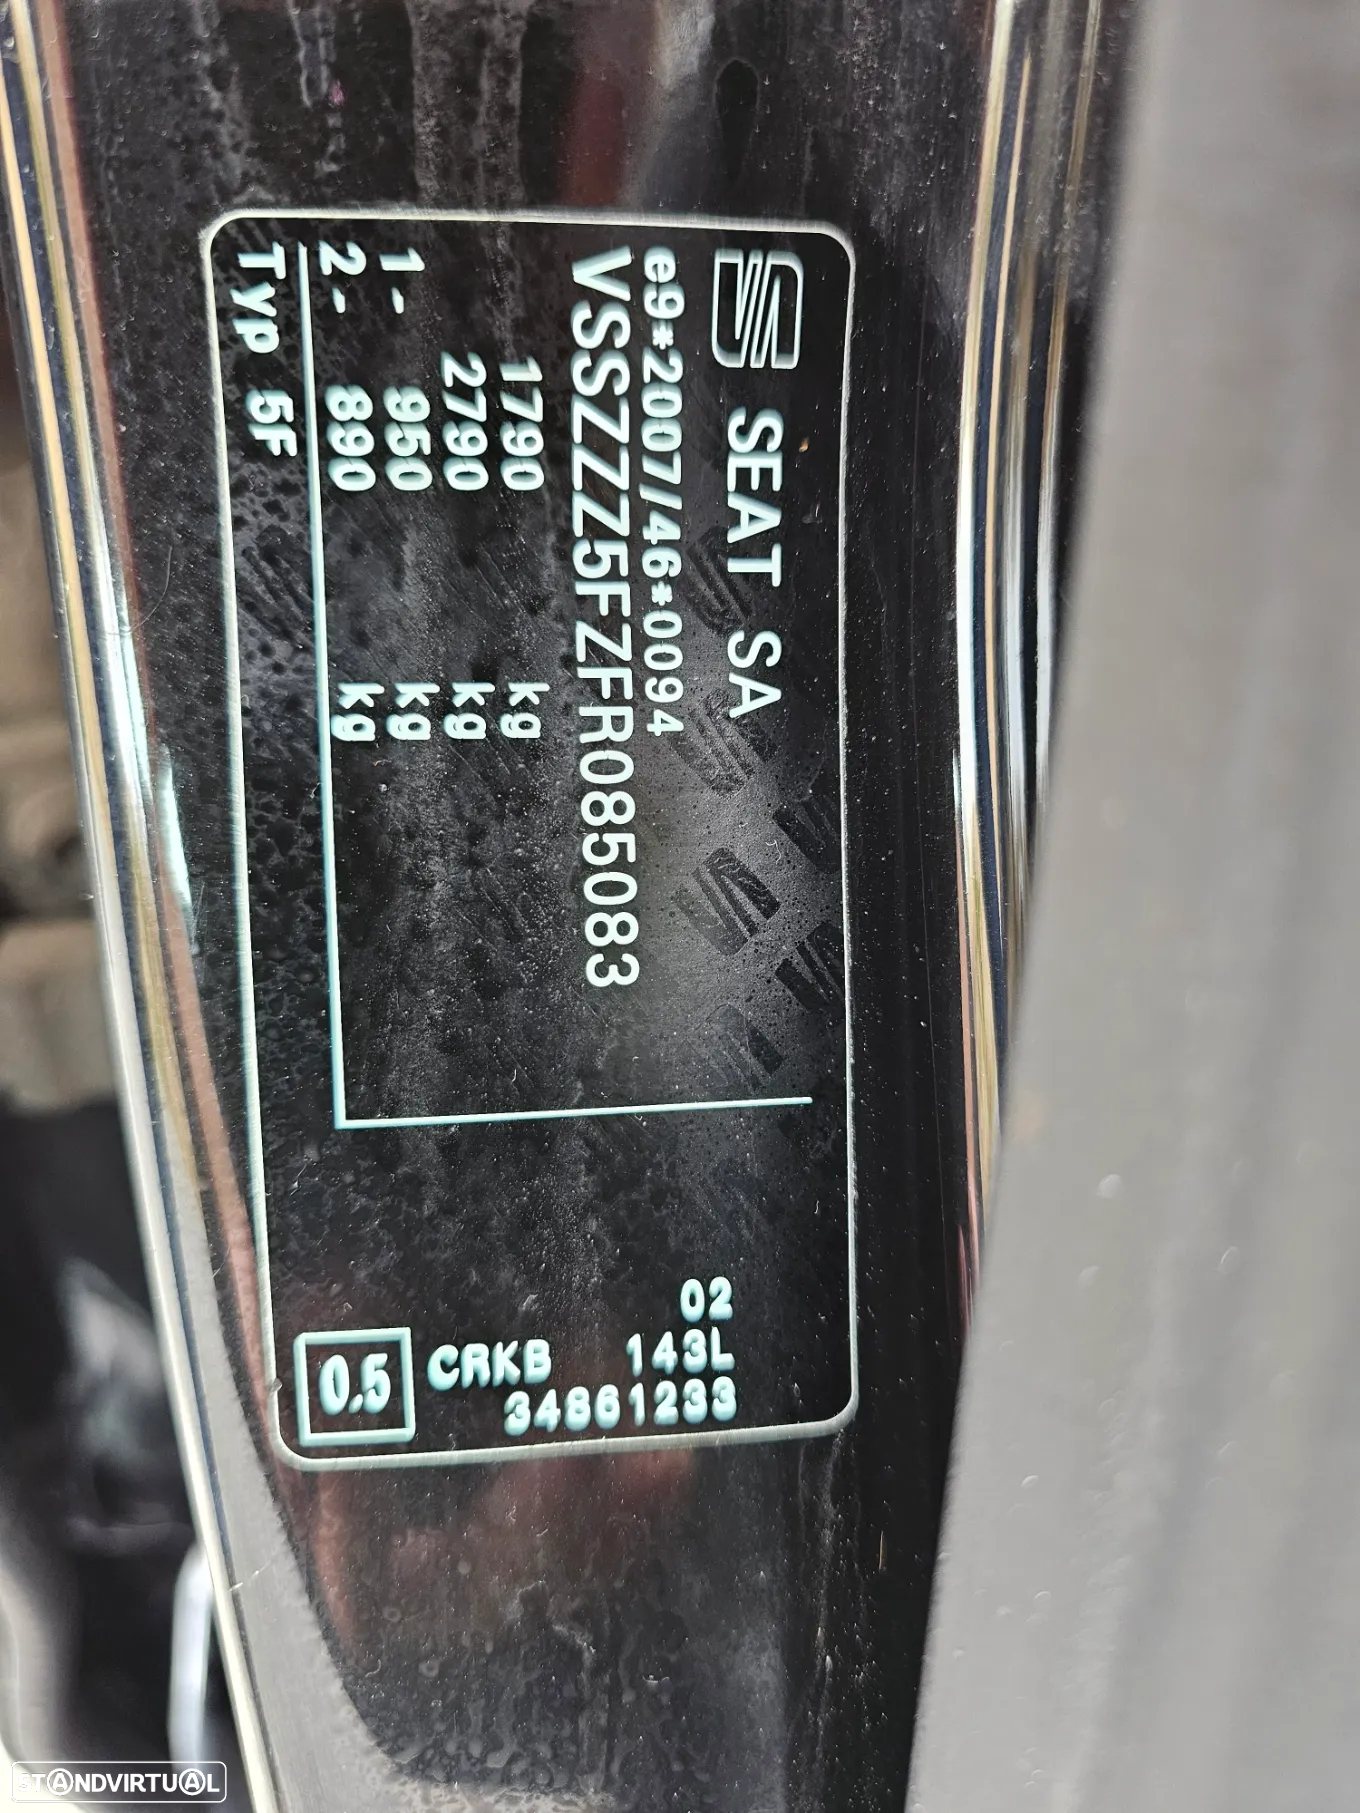 SEAT SA
e9*2007/46*0094
VSSZZZ5FZFR085083
1790 kg
2790 kg
1- 950 kg
2- 890 kg
Typ 5F
02
143L
34861233
CRKB
0.5
STANDVIRTUAL